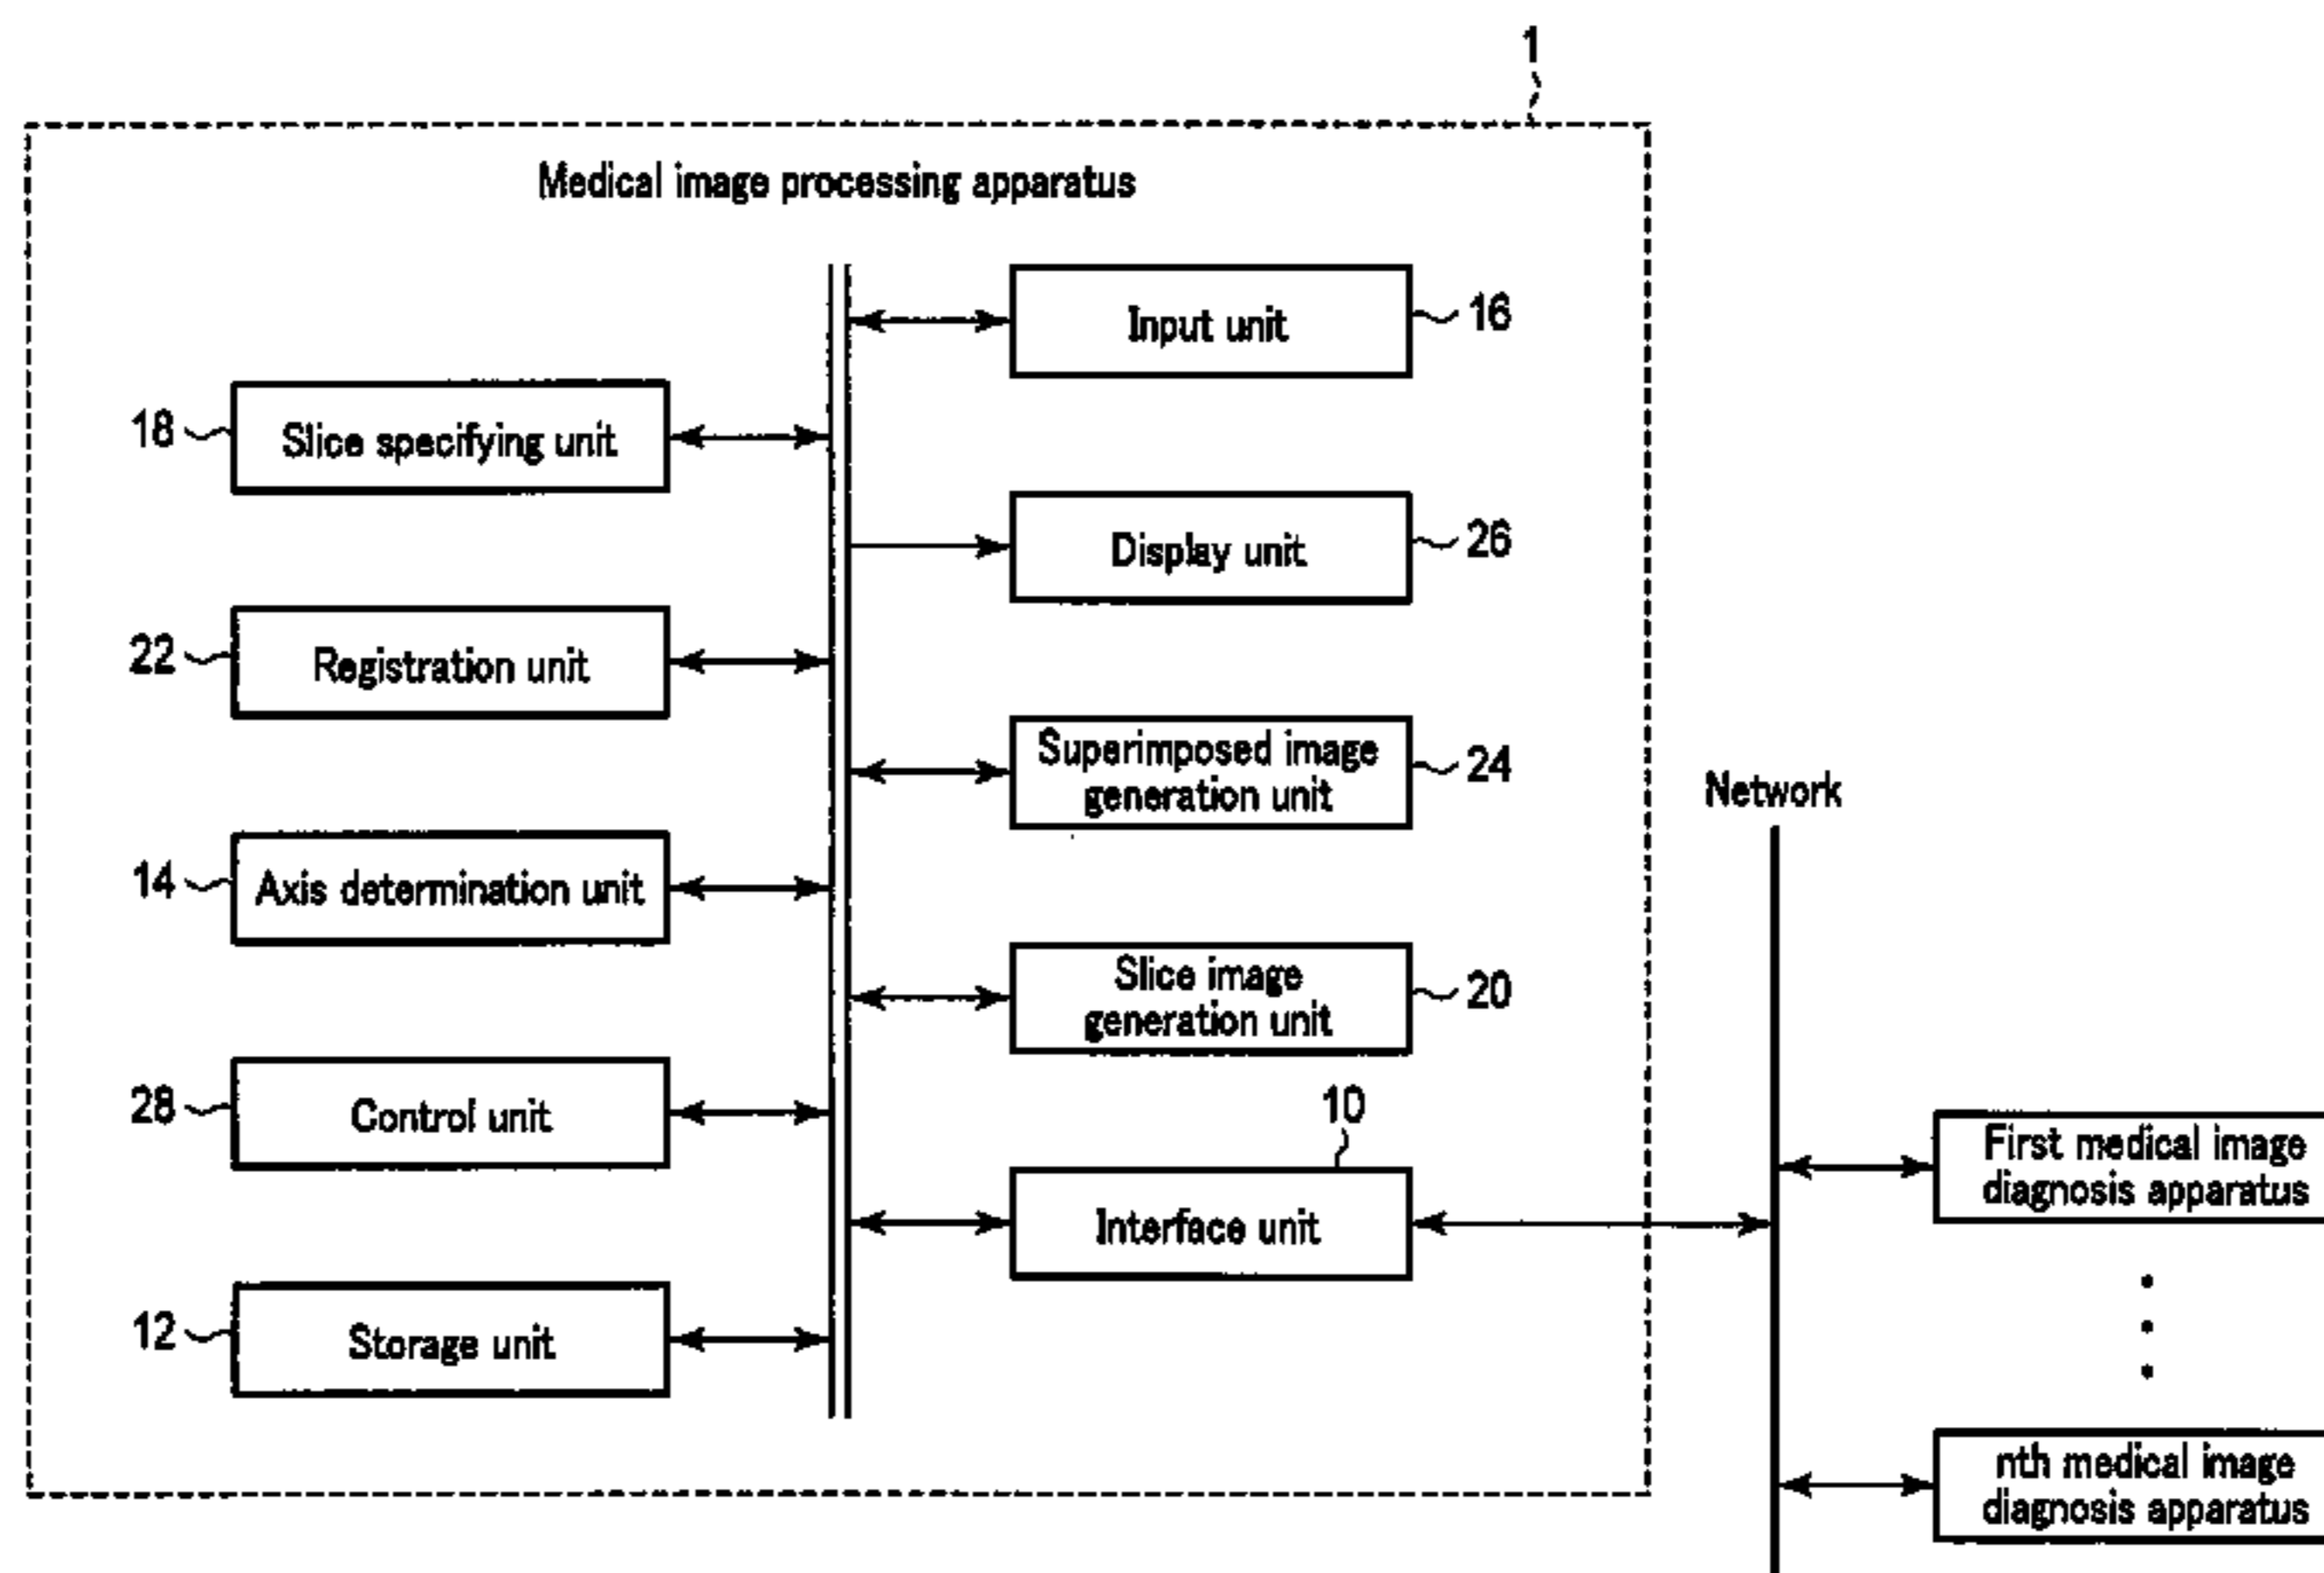 1
Medical image processing apparatus
Input unit
16
18
Slice specifying unit
Display unit
26
22
Registration unit
Superimposed image
generation unit
24
Network
14
Axis determination unit
Slice image
generation unit
20
28
Control unit
10
Interface unit
First medical image
diagnosis apparatus
12
Storage unit
nth medical image
diagnosis apparatus